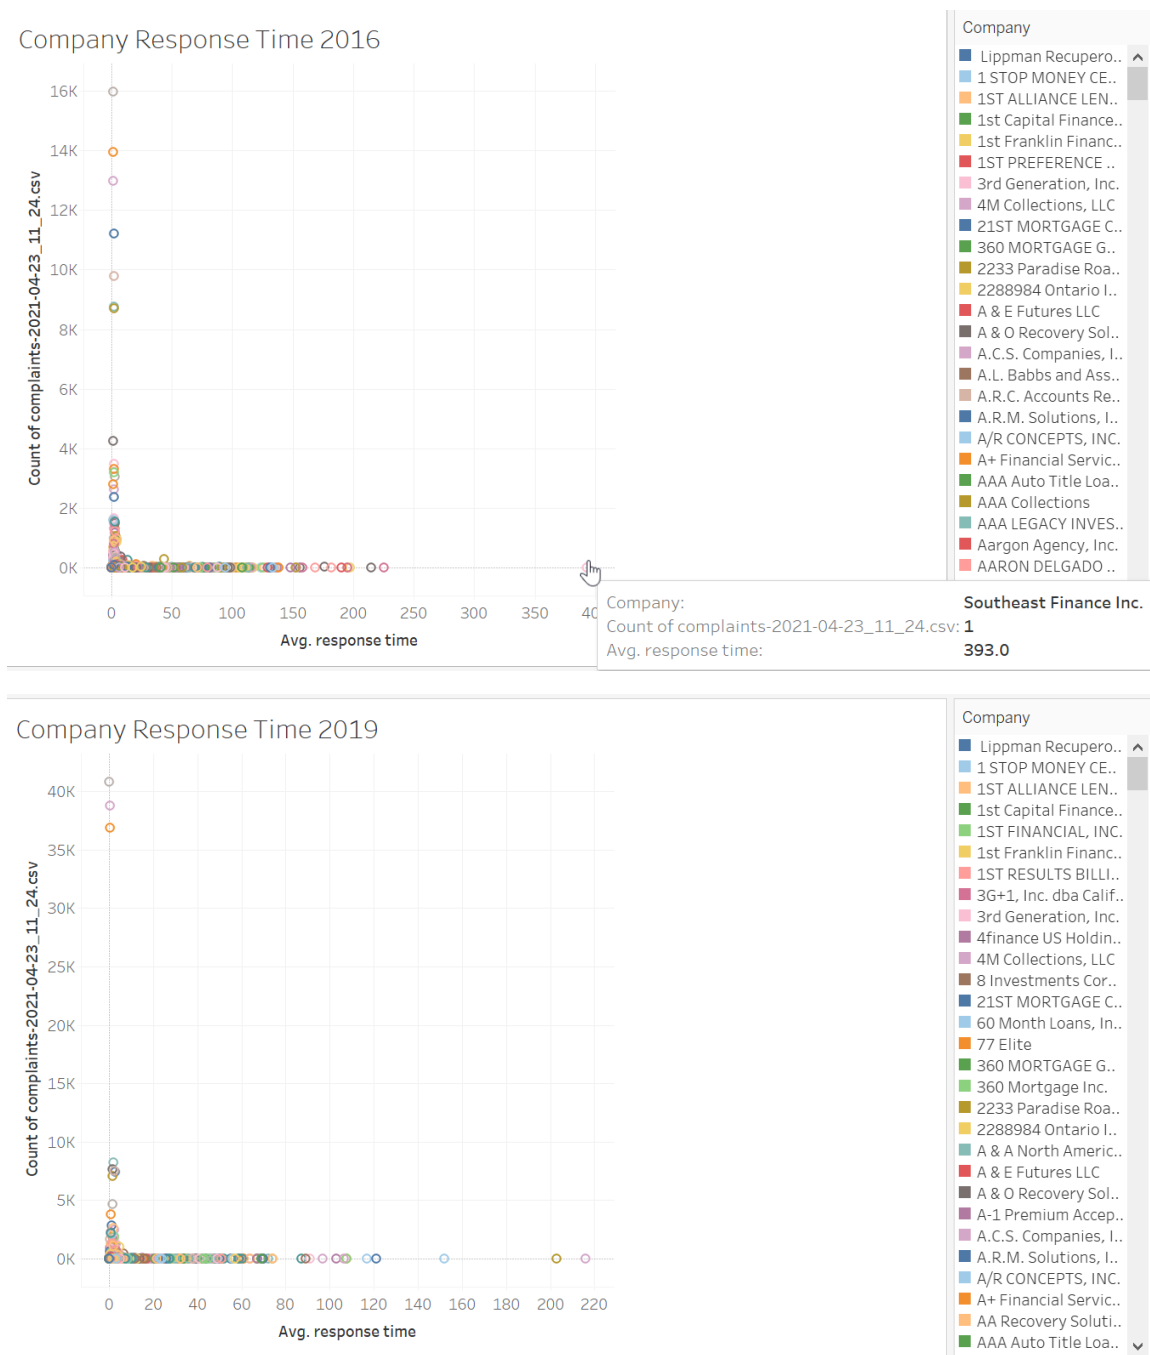 Company Response Time 2016
16K
14K
12K
10K
8K
6K
4K
2K
0K
Count of complaints-2021-04-23_11_24.csv
0 50 100 150 200 250 300 350 40
Avg. response time
Company
Lippman Recupero..
1 STOP MONEY CE..
1ST ALLIANCE LEN..
1st Capital Finance..
1st Franklin Financ..
1ST PREFERENCE ..
3rd Generation, Inc.
4M Collections, LLC
21ST MORTGAGE C..
360 MORTGAGE G..
2233 Paradise Roa..
2288984 Ontario I..
A & E Futures LLC
A & O Recovery Sol..
A.C.S. Companies, I..
A.L. Babbs and Ass..
A.R.C. Accounts Re..
A.R.M. Solutions, I..
A/R CONCEPTS, INC.
A+ Financial Servic..
AAA Auto Title Loa..
AAA Collections
AAA LEGACY INVES..
Aargon Agency, Inc.
AARON DELGADO ..
Company: Southeast Finance Inc.
Count of complaints-2021-04-23_11_24.csv: 1
Avg. response time: 393.0
Company Response Time 2019
40K
35K
30K
25K
20K
15K
10K
5K
0K
Count of complaints-2021-04-23_11_24.csv
0 20 40 60 80 100 120 140 160 180 200 220
Avg. response time
Company
Lippman Recupero..
1 STOP MONEY CE..
1ST ALLIANCE LEN..
1st Capital Finance..
1ST FINANCIAL, INC.
1st Franklin Financ..
1ST RESULTS BILLI..
3G+1, Inc. dba Calif..
3rd Generation, Inc.
4finance US Holdin..
4M Collections, LLC
8 Investments Cor..
21ST MORTGAGE C..
60 Month Loans, In..
77 Elite
360 MORTGAGE G..
360 Mortgage Inc.
2233 Paradise Roa..
2288984 Ontario I..
A & A North Americ..
A & E Futures LLC
A & O Recovery Sol..
A-1 Premium Accep..
A.C.S. Companies, I..
A.R.M. Solutions, I..
A/R CONCEPTS, INC.
A+ Financial Servic..
AA Recovery Soluti..
AAA Auto Title Loa..